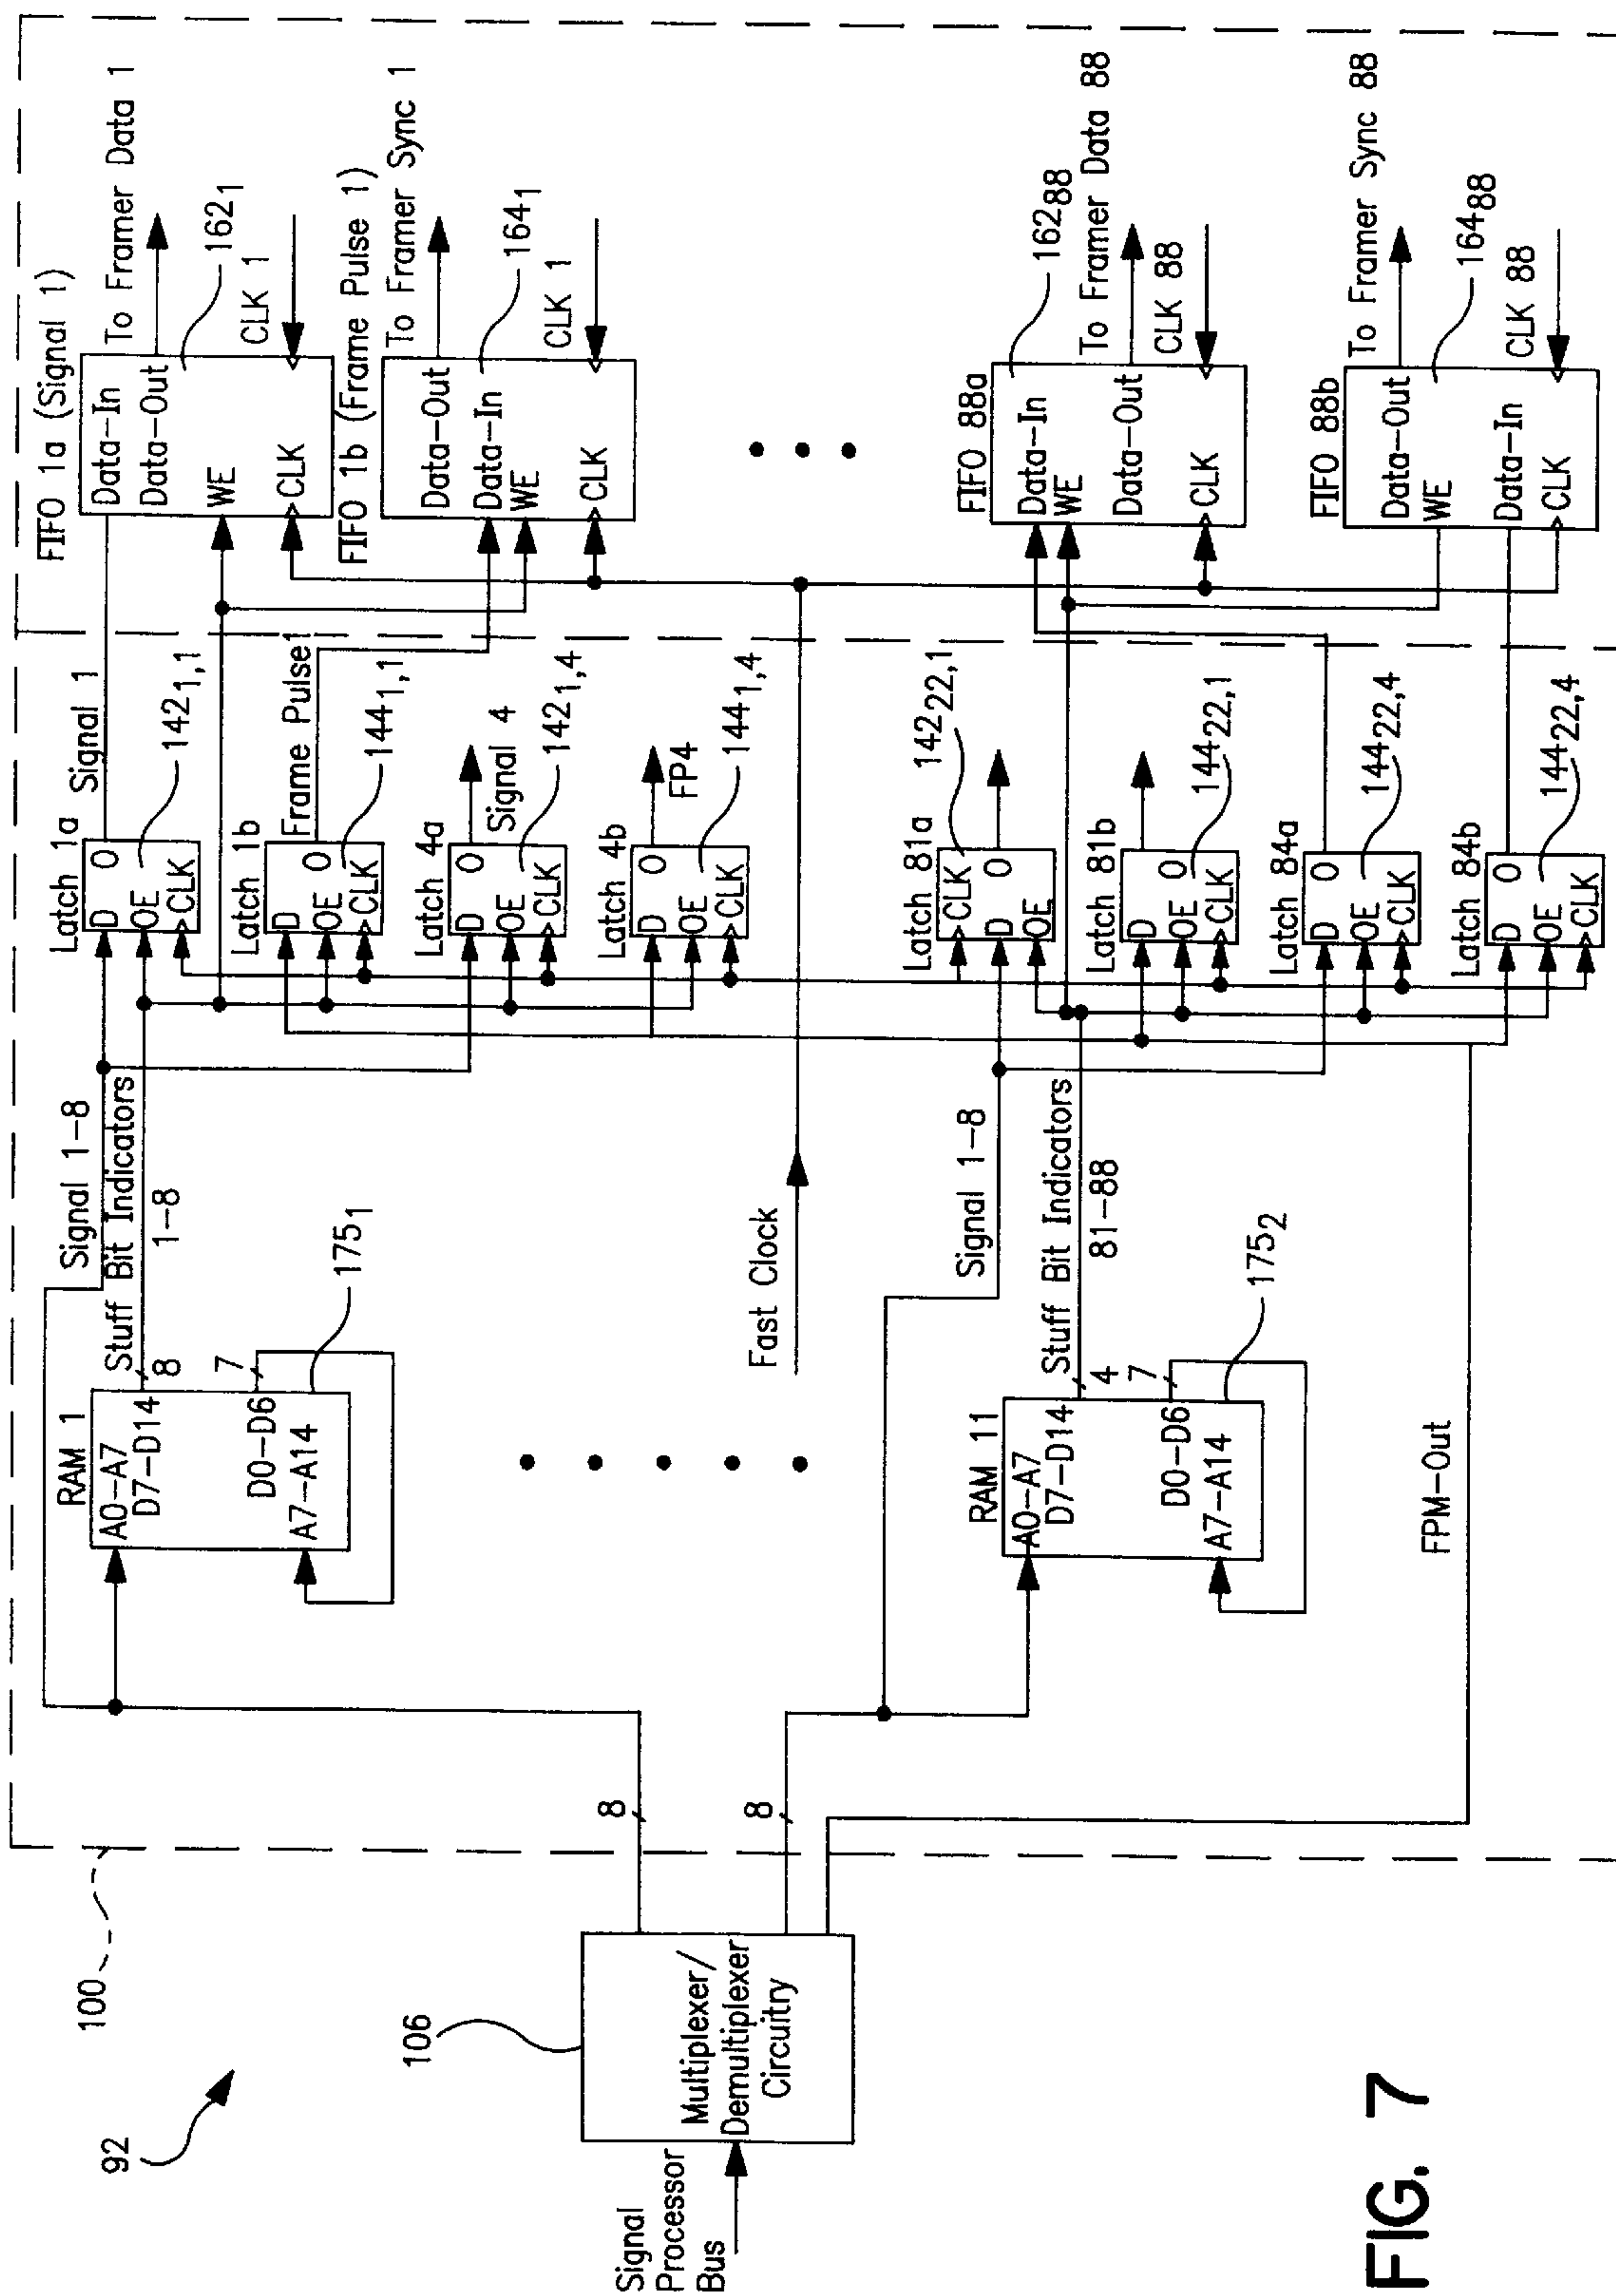 92
100
106
Signal
Processor
Bus
Multiplexer/
Demultiplexer
Circuitry
8
8
RAM 1
A0-A7
D7-D14
D0-D6
A7-A14
8
7
175₁
Signal 1-8
Stuff Bit Indicators
1-8
Fast Clock
RAM 11
A0-A7
D7-D14
D0-D6
A7-A14
4
7
175₂
Signal 1-8
Stuff Bit Indicators
81-88
FPM-Out
Latch 1a
D O
OE
CLK
142₁,₁
Signal 1
Latch 1b
D O
OE
CLK
144₁,₁
Frame Pulse1
Latch 4a
D O
OE
CLK
142₁,₄
Signal 4
Latch 4b
D O
OE
CLK
144₁,₄
FP4
Latch 81a
CLK
D O
OE
142₂₂,₁
Latch 81b
D
OE O
CLK
144₂₂,₁
Latch 84a
D O
OE
CLK
144₂₂,₄
Latch 84b
D O
OE
CLK
144₂₂,₄
FIFO 1a (Signal 1)
Data-In
Data-Out
WE
CLK
To Framer Data 1
162₁
CLK 1
FIFO 1b (Frame Pulse 1)
Data-Out
Data-In
WE
CLK
To Framer Sync 1
164₁
CLK 1
FIFO 88a
Data-In
WE
Data-Out
CLK
162₈₈
To Framer Data 88
CLK 88
FIFO 88b
Data-Out
WE
Data-In
CLK
To Framer Sync 88
164₈₈
CLK 88
FIG. 7